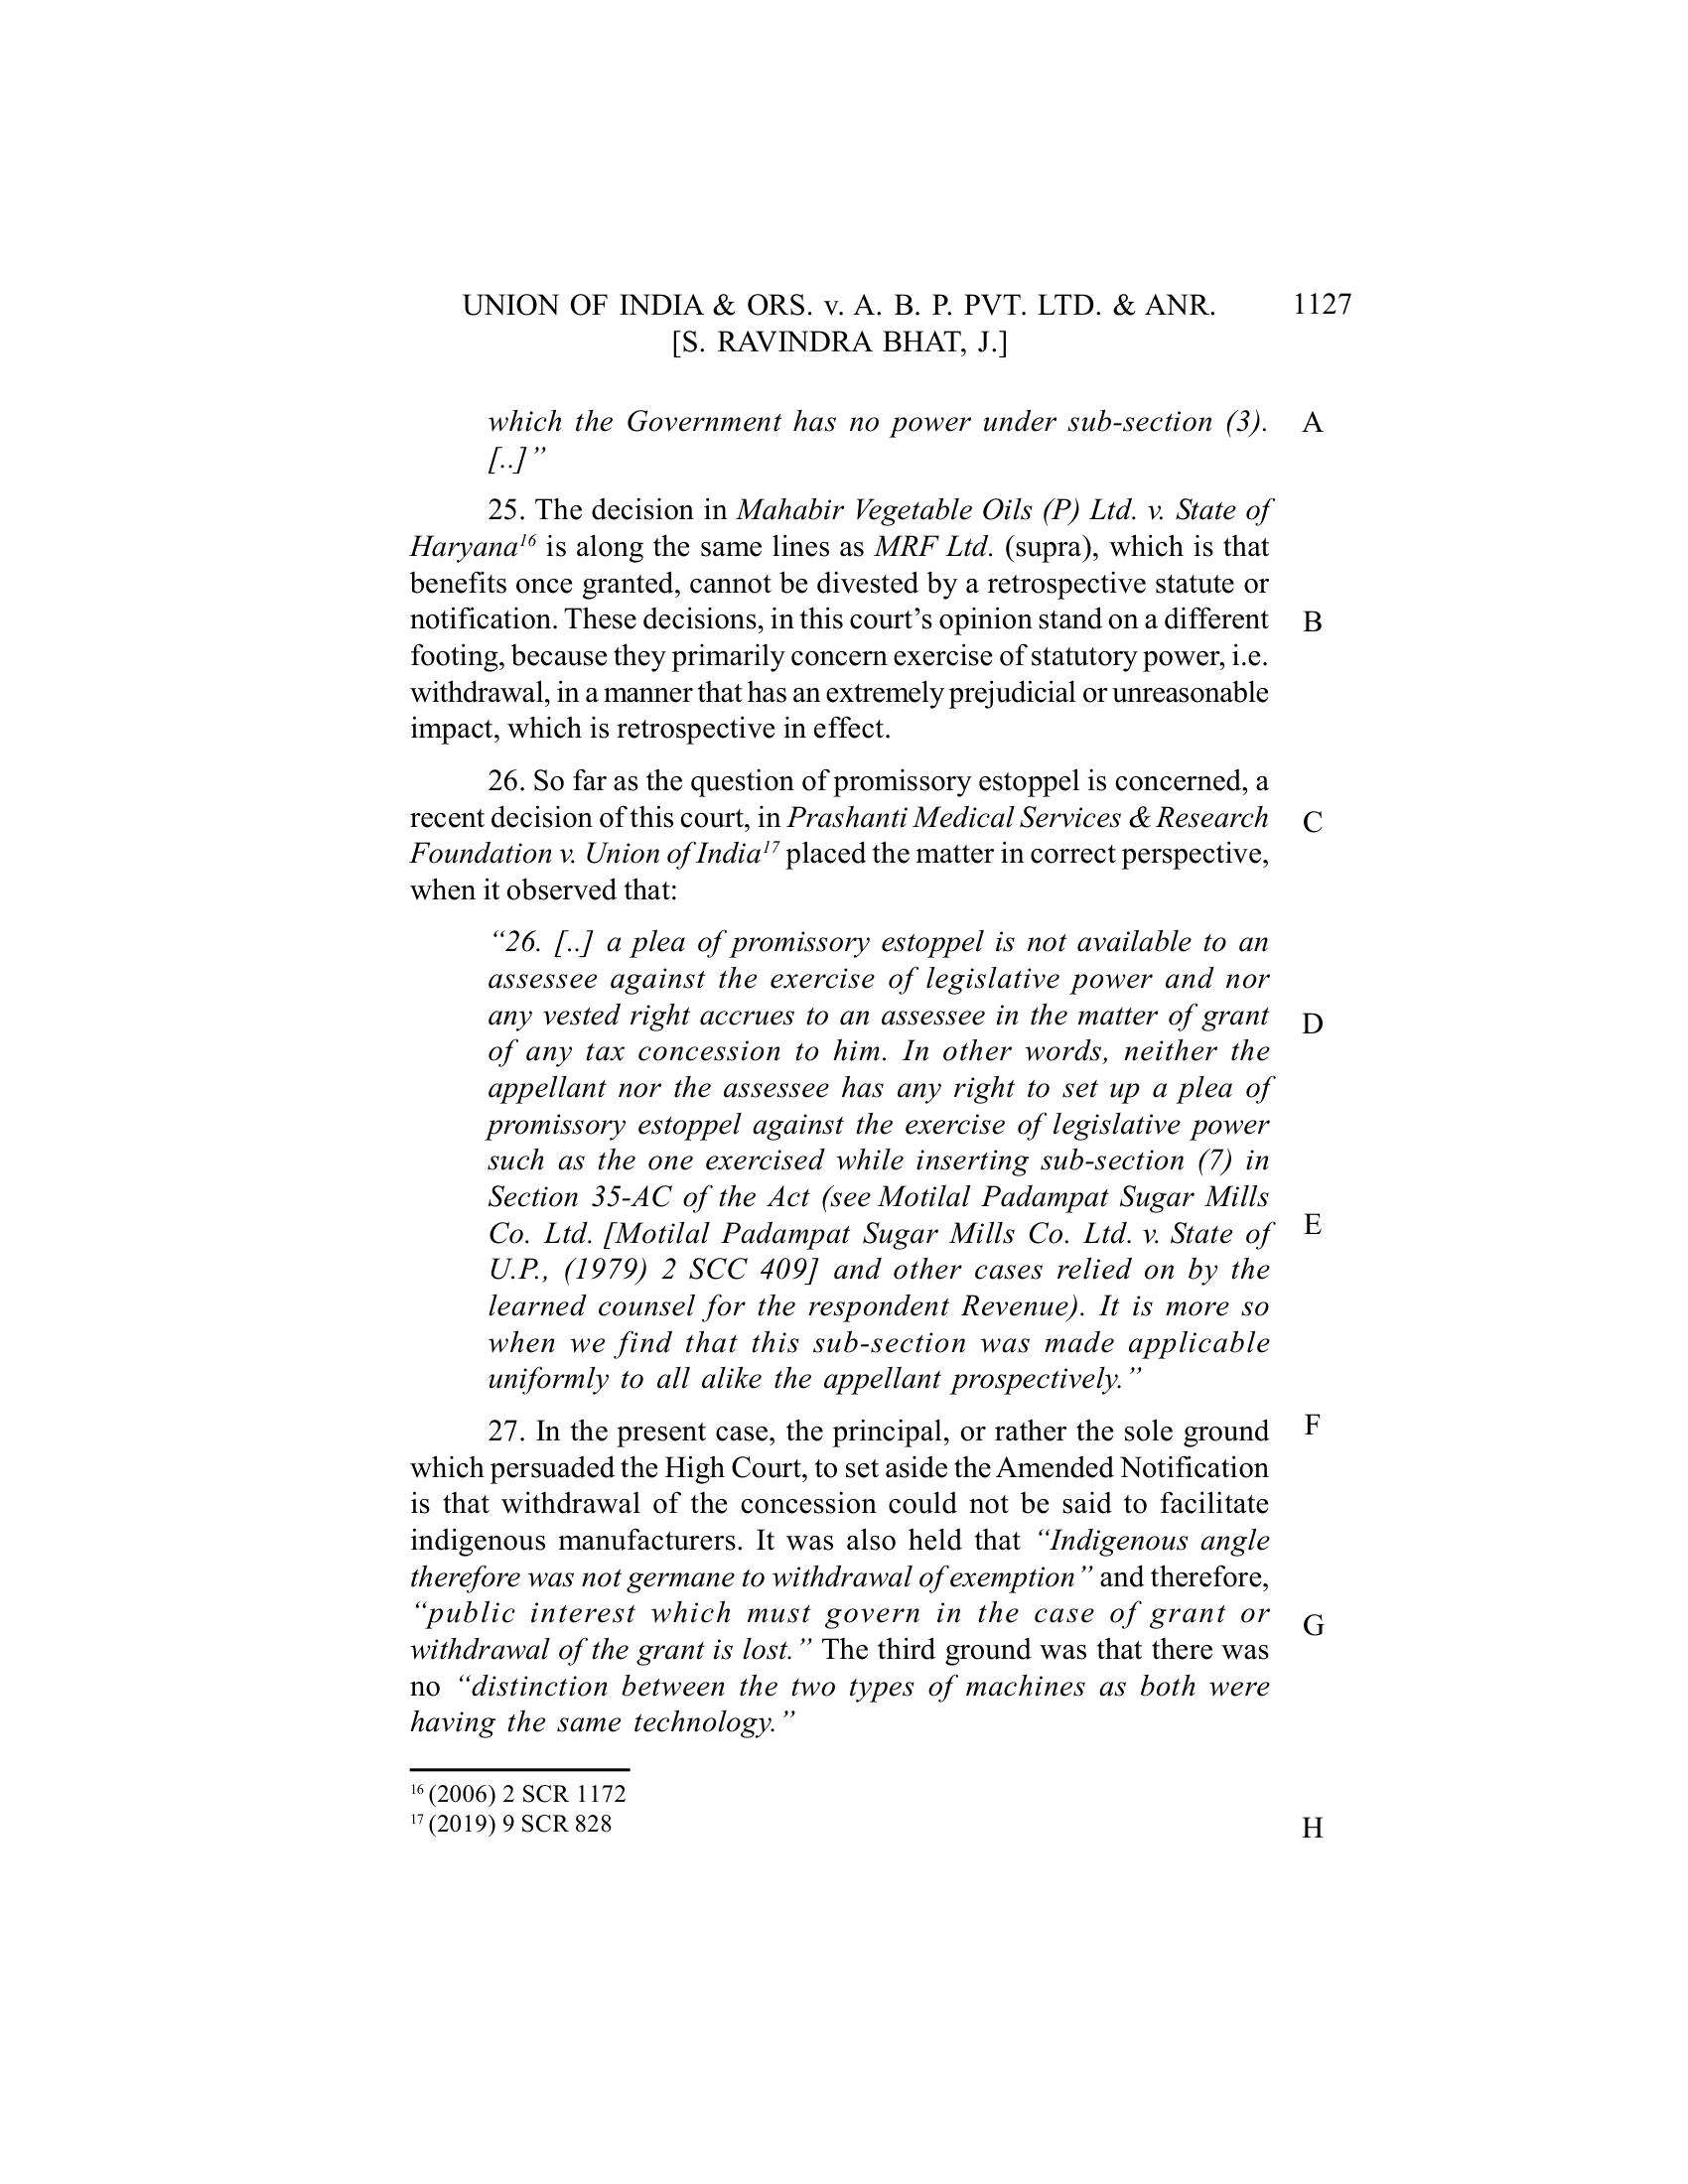 UNION OF INDIA & ORS. v. A. B. P. PVT. LTD. & ANR. 1127
[S. RAVINDRA BHAT, J.]
which the Government has no power under sub-section (3). A
[..]”
25. The decision in Mahabir Vegetable Oils (P) Ltd. v. State of
Haryana16 is along the same lines as MRF Ltd. (supra), which is that
benefits once granted, cannot be divested by a retrospective statute or
notification. These decisions, in this court’s opinion stand on a different B
footing, because they primarily concern exercise of statutory power, i.e.
withdrawal, in a manner that has an extremely prejudicial or unreasonable
impact, which is retrospective in effect.
26. So far as the question of promissory estoppel is concerned, a
recent decision of this court, in Prashanti Medical Services & Research C
Foundation v. Union of India17 placed the matter in correct perspective,
when it observed that:
“26. [..] a plea of promissory estoppel is not available to an
assessee against the exercise of legislative power and nor
any vested right accrues to an assessee in the matter of grant D
of any tax concession to him. In other words, neither the
appellant nor the assessee has any right to set up a plea of
promissory estoppel against the exercise of legislative power
such as the one exercised while inserting sub-section (7) in
Section 35-AC of the Act (see Motilal Padampat Sugar Mills
Co. Ltd. [Motilal Padampat Sugar Mills Co. Ltd. v. State of E
U.P., (1979) 2 SCC 409] and other cases relied on by the
learned counsel for the respondent Revenue). It is more so
when we find that this sub-section was made applicable
uniformly to all alike the appellant prospectively.”
27. In the present case, the principal, or rather the sole ground F
which persuaded the High Court, to set aside the Amended Notification
is that withdrawal of the concession could not be said to facilitate
indigenous manufacturers. It was also held that “Indigenous angle
therefore was not germane to withdrawal of exemption” and therefore,
“public interest which must govern in the case of grant or G
withdrawal of the grant is lost.” The third ground was that there was
no “distinction between the two types of machines as both were
having the same technology.”
16 (2006) 2 SCR 1172
17 (2019) 9 SCR 828 H